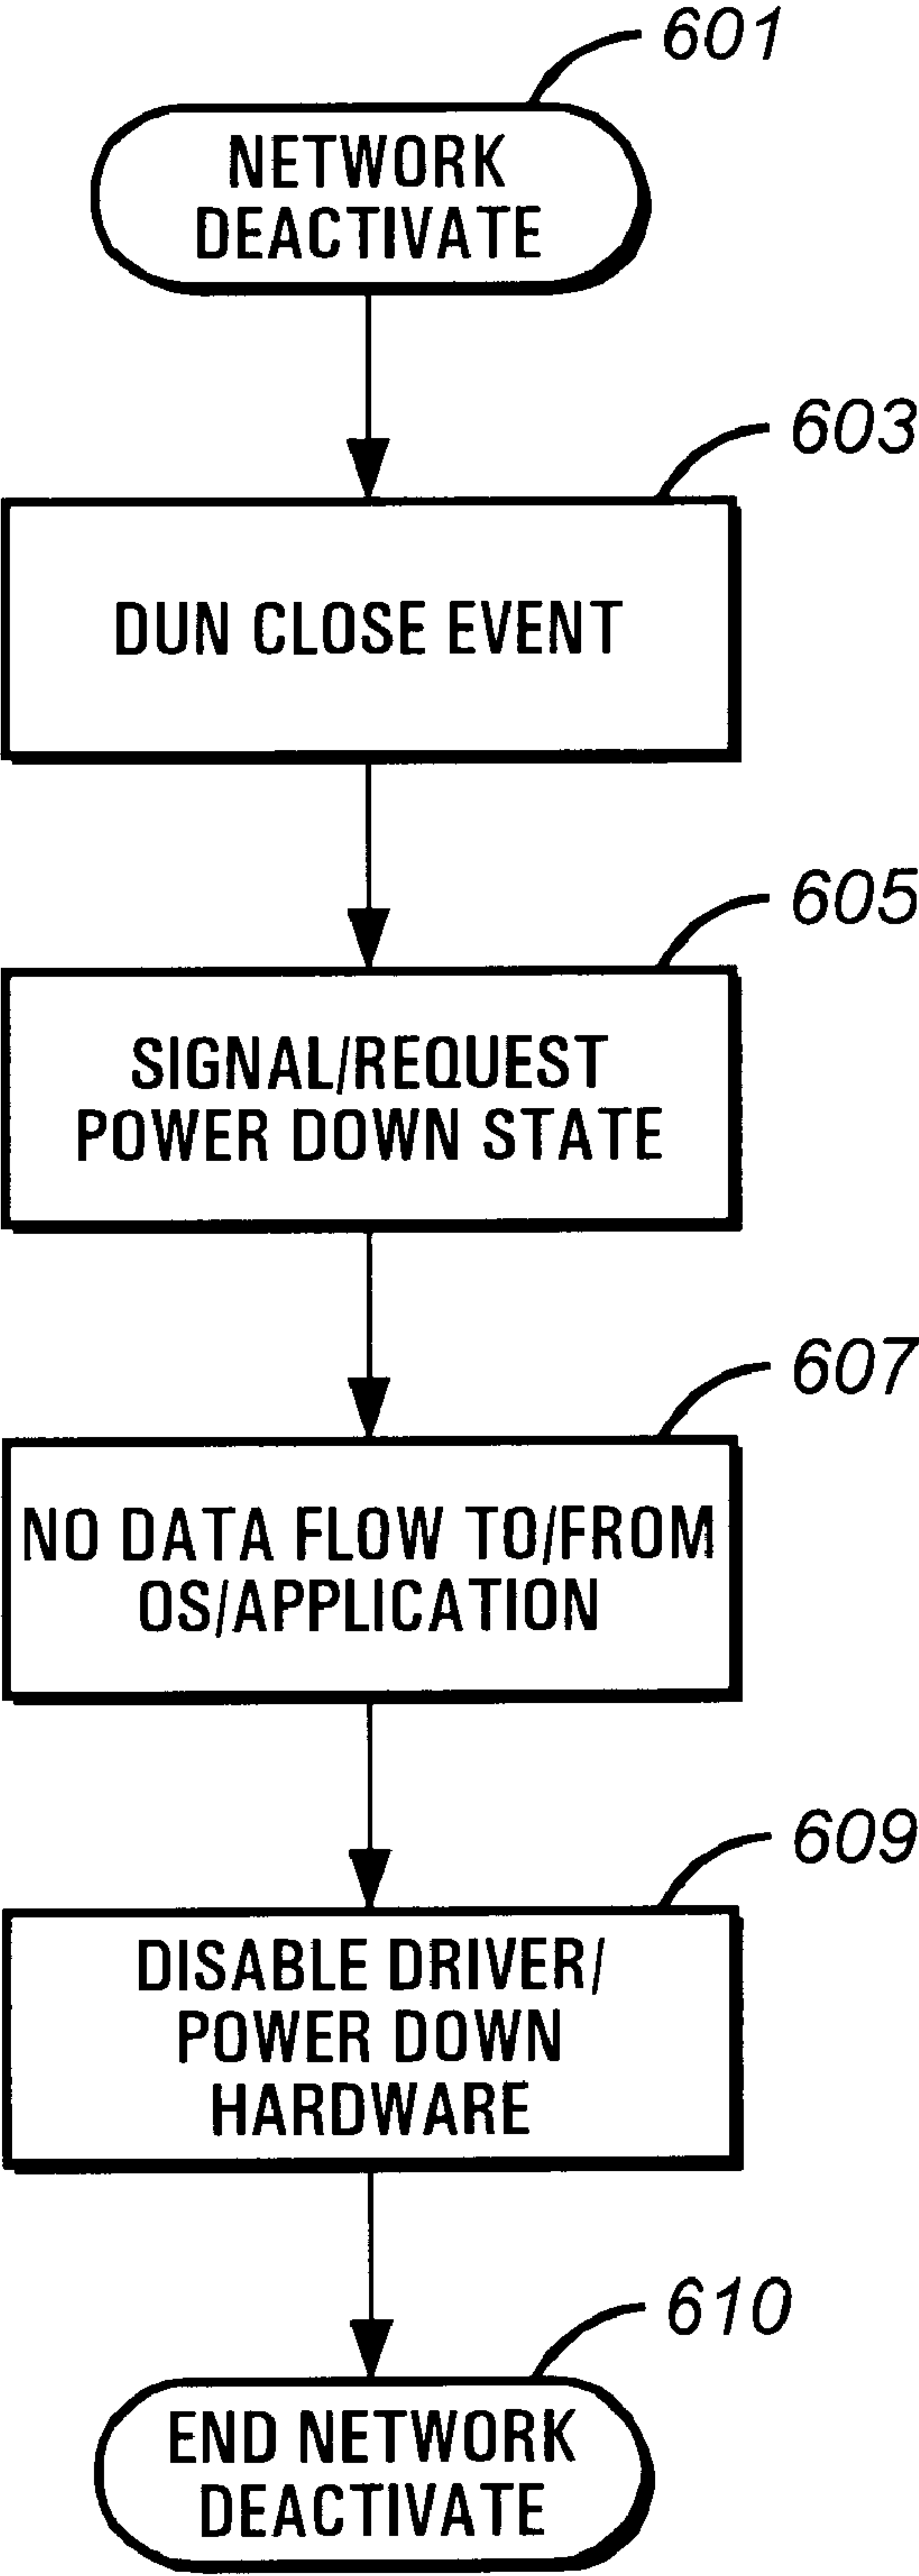 601
NETWORK
DEACTIVATE
603
DUN CLOSE EVENT
605
SIGNAL/REQUEST
POWER DOWN STATE
607
NO DATA FLOW TO/FROM
OS/APPLICATION
609
DISABLE DRIVER/
POWER DOWN
HARDWARE
610
END NETWORK
DEACTIVATE